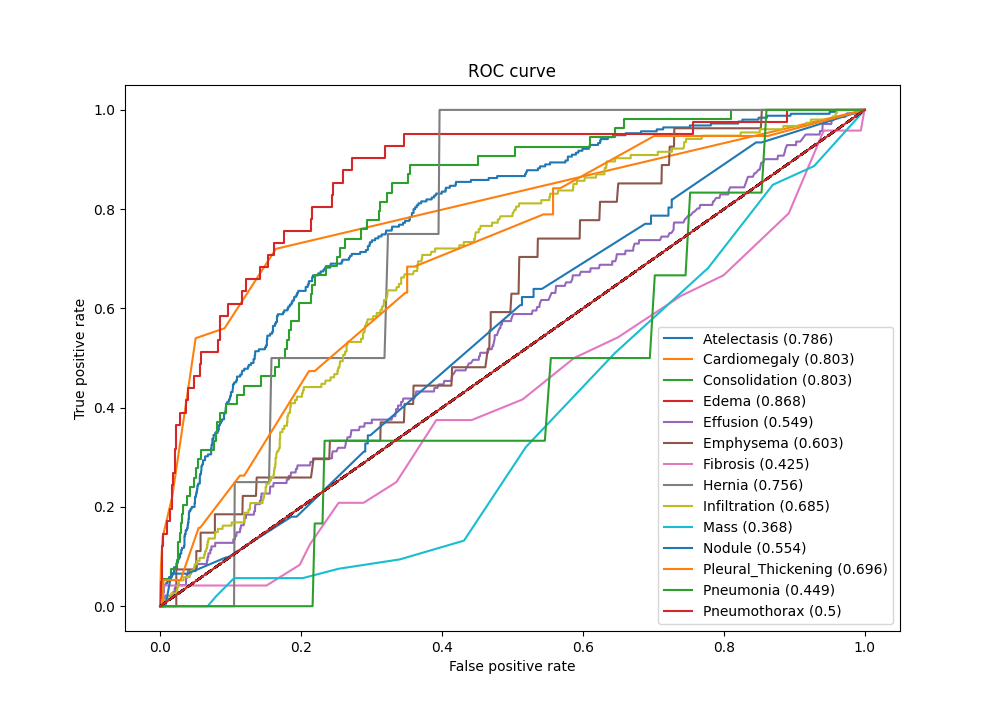 ROC curve
True positive rate
1.0
0.8
0.6
0.4
0.2
0.0
0.0 0.2 0.4 0.6 0.8 1.0
False positive rate
Atelectasis (0.786)
Cardiomegaly (0.803)
Consolidation (0.803)
Edema (0.868)
Effusion (0.549)
Emphysema (0.603)
Fibrosis (0.425)
Hernia (0.756)
Infiltration (0.685)
Mass (0.368)
Nodule (0.554)
Pleural_Thickening (0.696)
Pneumonia (0.449)
Pneumothorax (0.5)